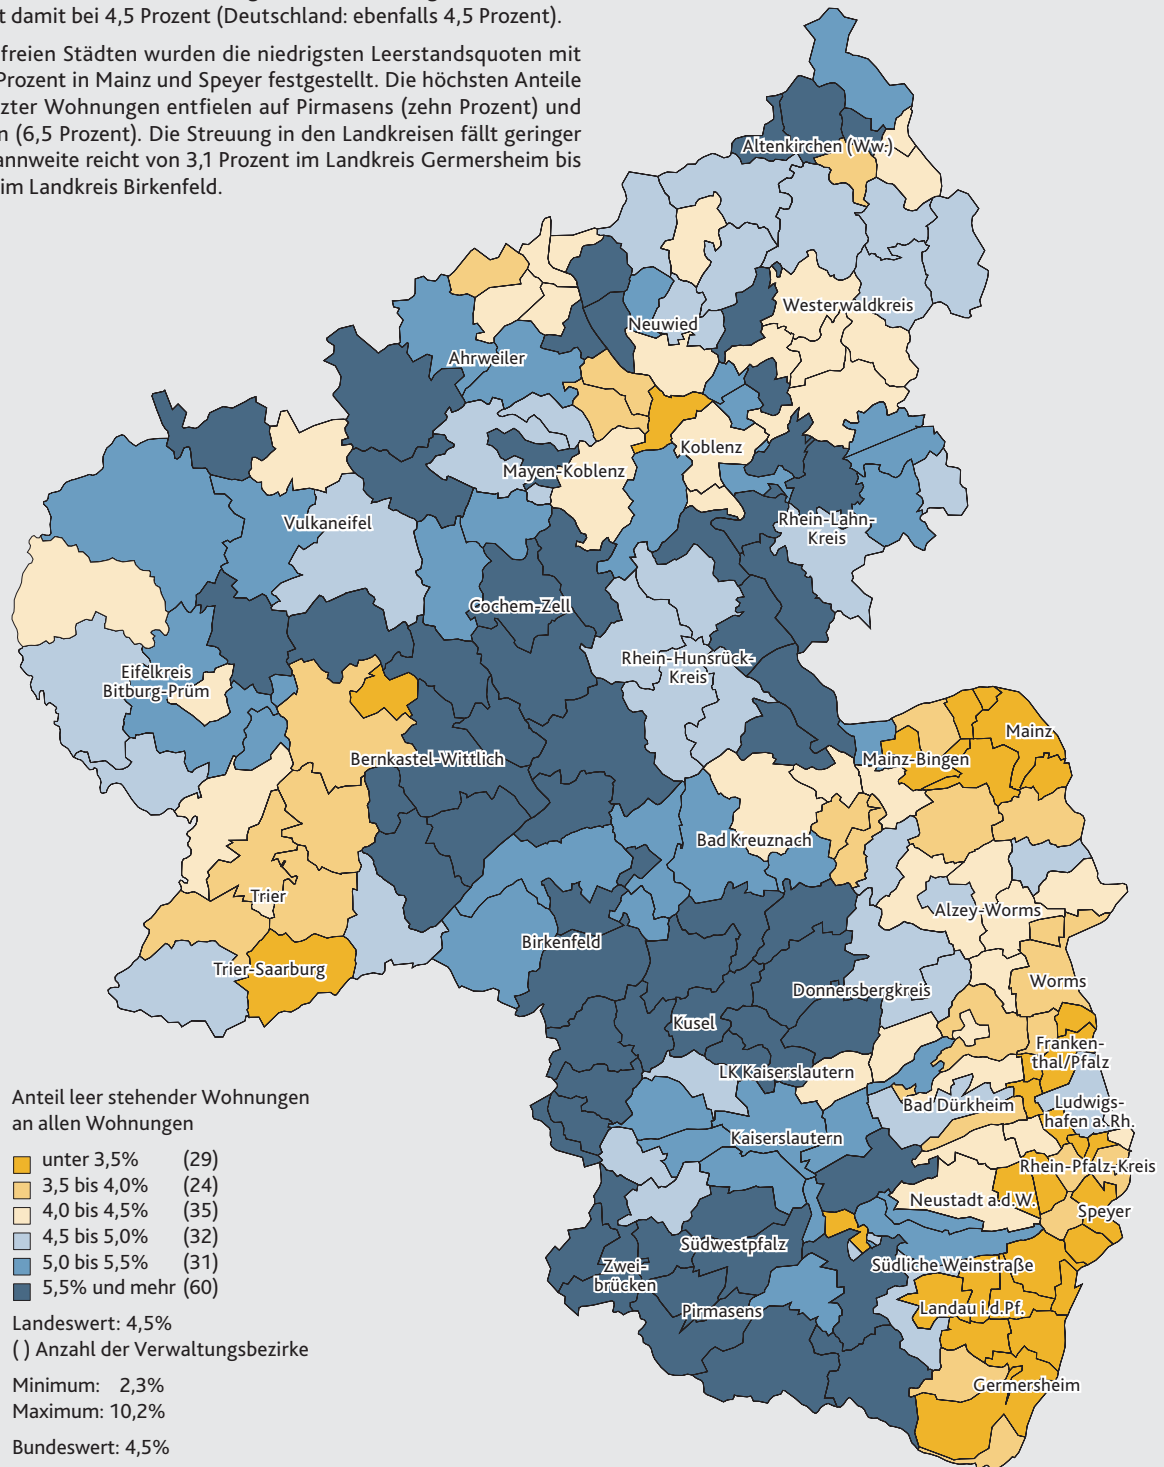 t damit bei 4,5 Prozent (Deutschland: ebenfalls 4,5 Prozent).
freien Städten wurden die niedrigsten Leerstandsquoten mit
Prozent in Mainz und Speyer festgestellt. Die höchsten Anteile
zter Wohnungen entfielen auf Pirmasens (zehn Prozent) und
n (6,5 Prozent). Die Streuung in den Landkreisen fällt geringer
annweite reicht von 3,1 Prozent im Landkreis Germersheim bis
im Landkreis Birkenfeld.
Altenkirchen (Ww.)
Westerwaldkreis
Neuwied
Ahrweiler
Koblenz
Mayen-Koblenz
Vulkaneifel
Rhein-Lahn-
Kreis
Cochem-Zell
Rhein-Hunsrück-
Kreis
Eifelkreis
Bitburg-Prüm
Mainz
Bernkastel-Wittlich
Mainz-Bingen
Bad Kreuznach
Trier
Alzey-Worms
Birkenfeld
Trier-Saarburg
Worms
Donnersbergkreis
Kusel
Franken-
thal/Pfalz
LK Kaiserslautern
Bad Dürkheim
Ludwigs-
hafen a. Rh.
Kaiserslautern
Rhein-Pfalz-Kreis
Neustadt a.d.W.
Speyer
Südwestpfalz
Zwei-
brücken
Südliche Weinstraße
Pirmasens
Landau i.d.Pf.
Germersheim
Anteil leer stehender Wohnungen
an allen Wohnungen
unter 3,5% (29)
3,5 bis 4,0% (24)
4,0 bis 4,5% (35)
4,5 bis 5,0% (32)
5,0 bis 5,5% (31)
5,5% und mehr (60)
Landeswert: 4,5%
( ) Anzahl der Verwaltungsbezirke
Minimum: 2,3%
Maximum: 10,2%
Bundeswert: 4,5%